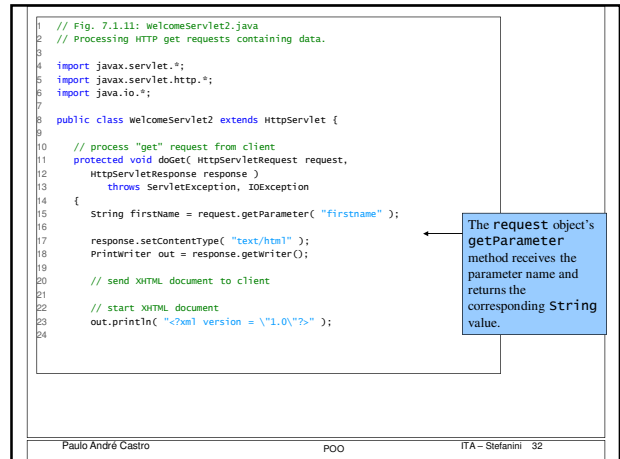 1 // Fig. 7.1.11: WelcomeServlet2.java
2 // Processing HTTP get requests containing data.
3
4 import javax.servlet.*;
5 import javax.servlet.http.*;
6 import java.io.*;
7
8 public class WelcomeServlet2 extends HttpServlet {
9
10 // process "get" request from client
11 protected void doGet( HttpServletRequest request,
12 HttpServletResponse response )
13 throws ServletException, IOException
14 {
15 String firstName = request.getParameter( "firstname" );
16
17 response.setContentType( "text/html" );
18 PrintWriter out = response.getWriter();
19
20 // send XHTML document to client
21
22 // start XHTML document
23 out.println( "<?xml version = \"1.0\"?>" );
24
The request object's
getParameter
method receives the
parameter name and
returns the
corresponding String
value.
Paulo André Castro POO ITA – Stefanini 32